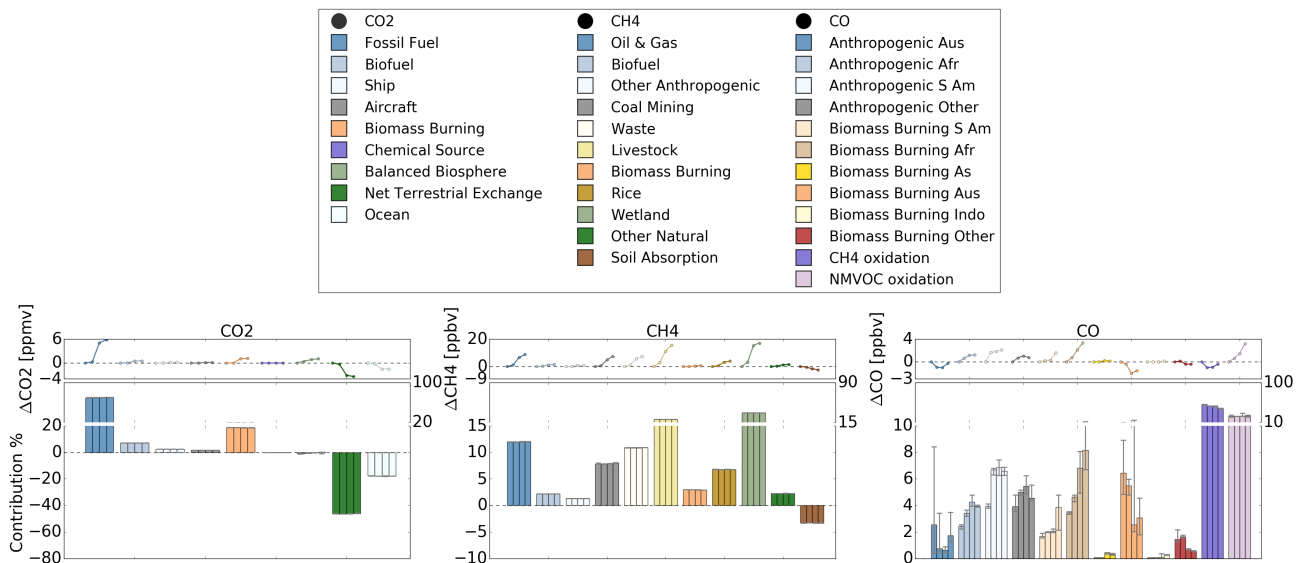 CO2
Fossil Fuel
Biofuel
Ship
Aircraft
Biomass Burning
Chemical Source
Balanced Biosphere
Net Terrestrial Exchange
Ocean
CH4
Oil & Gas
Biofuel
Other Anthropogenic
Coal Mining
Waste
Livestock
Biomass Burning
Rice
Wetland
Other Natural
Soil Absorption
CO
Anthropogenic Aus
Anthropogenic Afr
Anthropogenic S Am
Anthropogenic Other
Biomass Burning S Am
Biomass Burning Afr
Biomass Burning As
Biomass Burning Aus
Biomass Burning Indo
Biomass Burning Other
CH4 oxidation
NMVOC oxidation
CO2
ΔCO2 [ppmv]
6
0
−4
100
20
Contribution %
20
0
−20
−40
−60
−80
CH4
ΔCH4 [ppbv]
20
0
−9
90
15
15
10
5
0
−5
−10
CO
ΔCO [ppbv]
4
0
−3
100
10
10
8
6
4
2
0